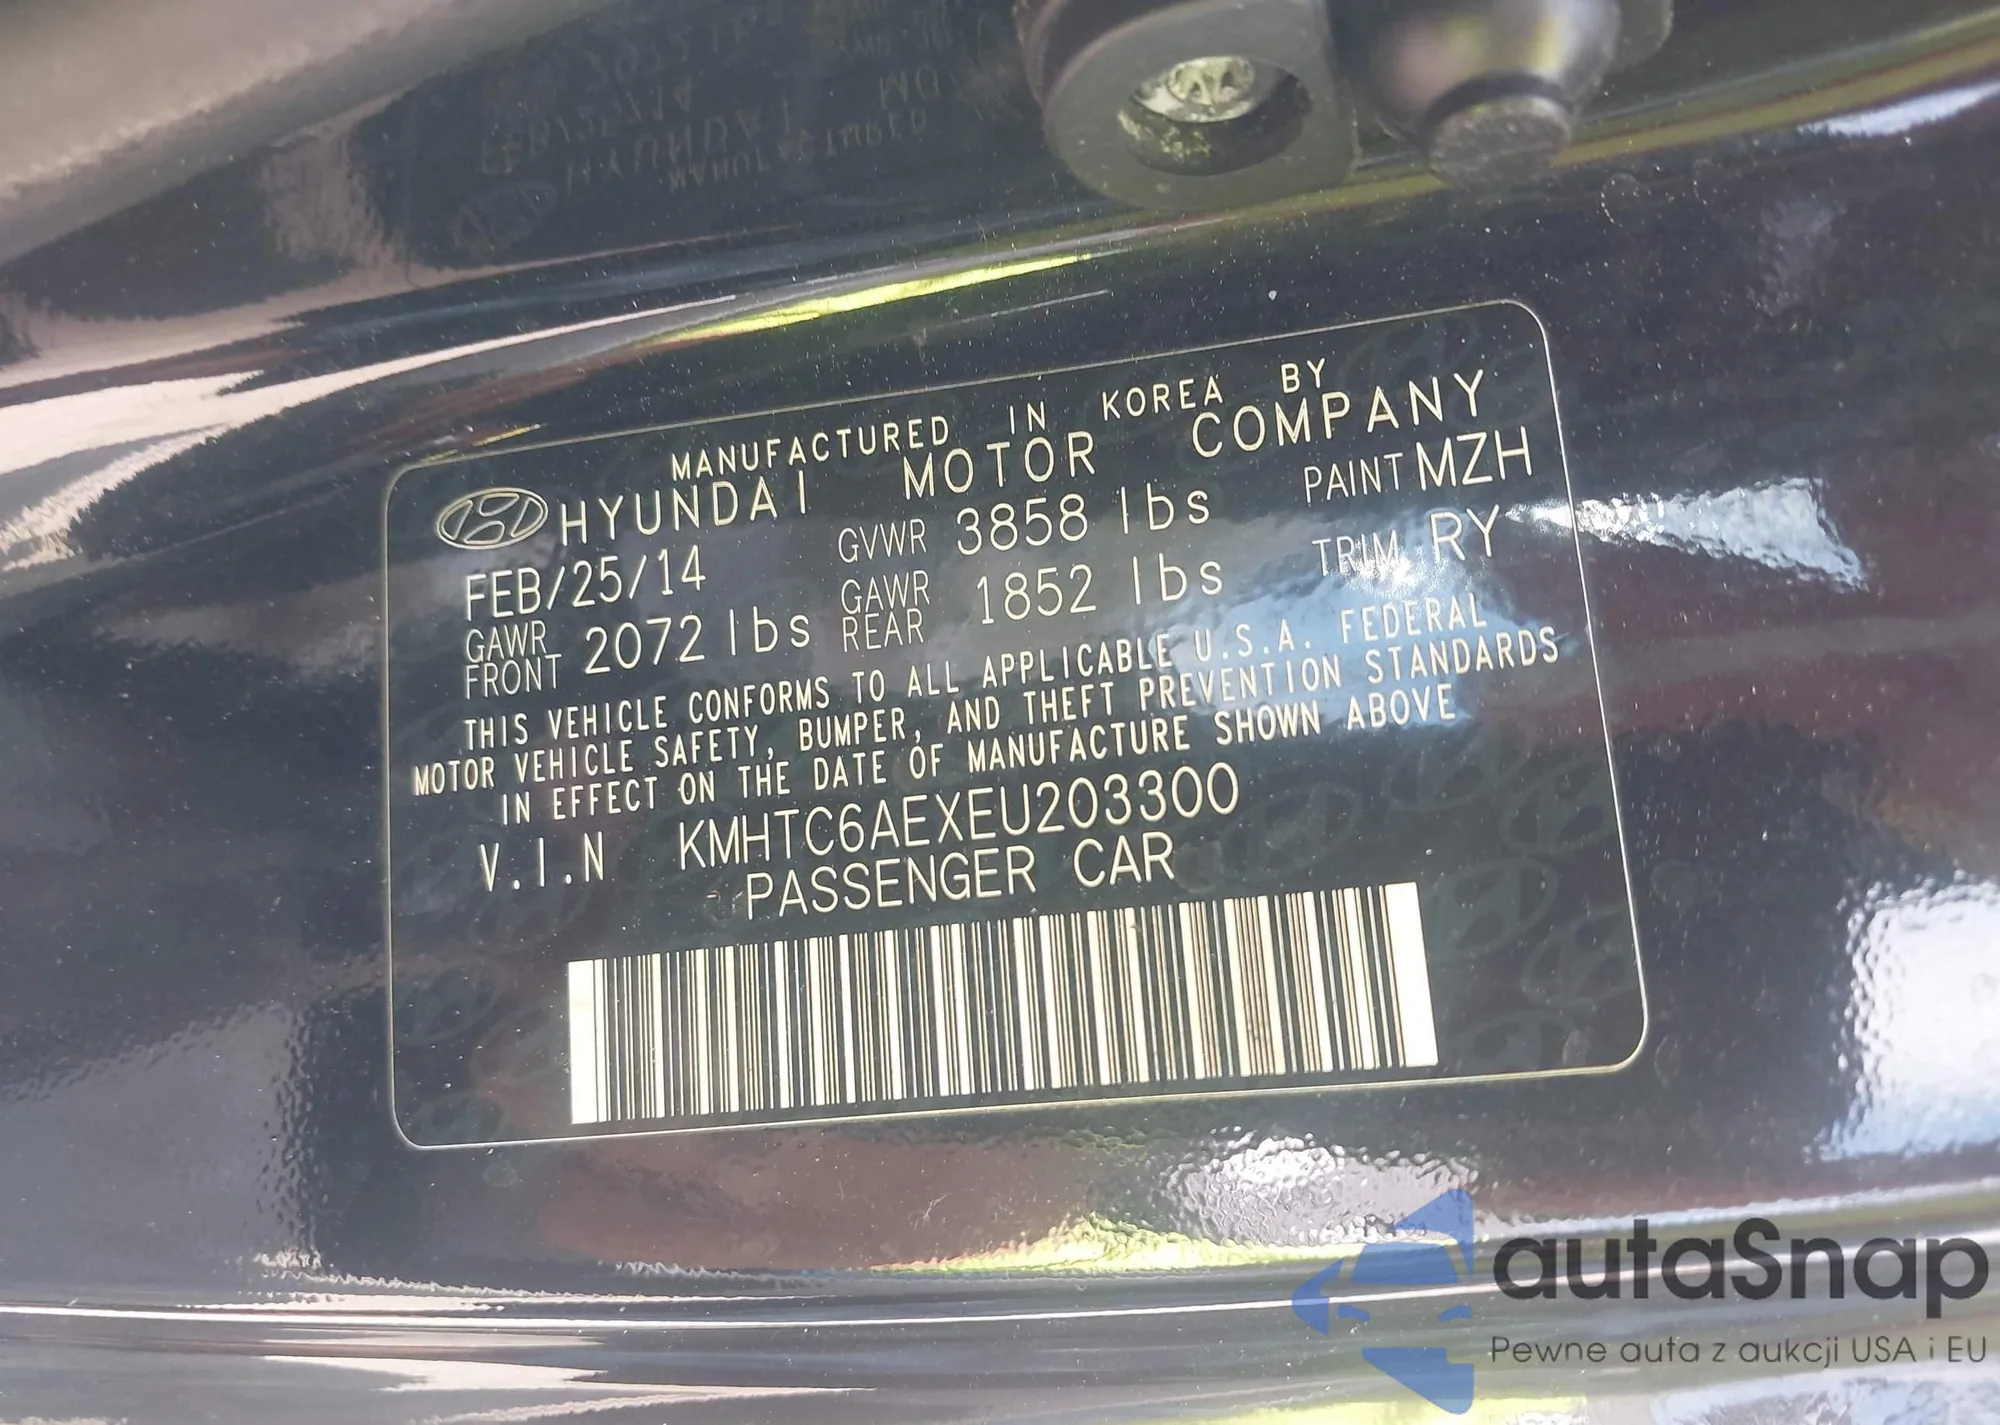 MANUFACTURED IN KOREA BY
HYUNDAI MOTOR COMPANY
FEB/25/14 GVWR 3858 lbs PAINT MZH
GAWR FRONT 2072 lbs GAWR REAR 1852 lbs TRIM RY
THIS VEHICLE CONFORMS TO ALL APPLICABLE U.S.A. FEDERAL
MOTOR VEHICLE SAFETY, BUMPER, AND THEFT PREVENTION STANDARDS
IN EFFECT ON THE DATE OF MANUFACTURE SHOWN ABOVE
V.I.N KMHTC6AEXEU203300
PASSENGER CAR
autaSnap
Pewne auta z aukcji USA i EU